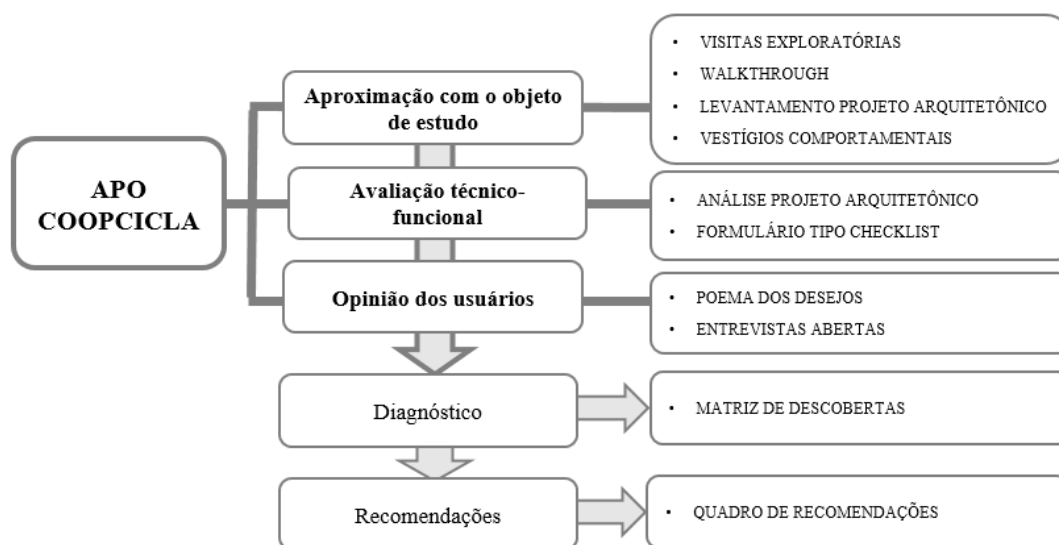 APO
COOPCICLA
Aproximação com o objeto
de estudo
• VISITAS EXPLORATÓRIAS
• WALKTHROUGH
• LEVANTAMENTO PROJETO ARQUITETÔNICO
• VESTÍGIOS COMPORTAMENTAIS
Avaliação técnico-
funcional
• ANÁLISE PROJETO ARQUITETÔNICO
• FORMULÁRIO TIPO CHECKLIST
Opinião dos usuários
• POEMA DOS DESEJOS
• ENTREVISTAS ABERTAS
Diagnóstico
• MATRIZ DE DESCOBERTAS
Recomendações
• QUADRO DE RECOMENDAÇÕES